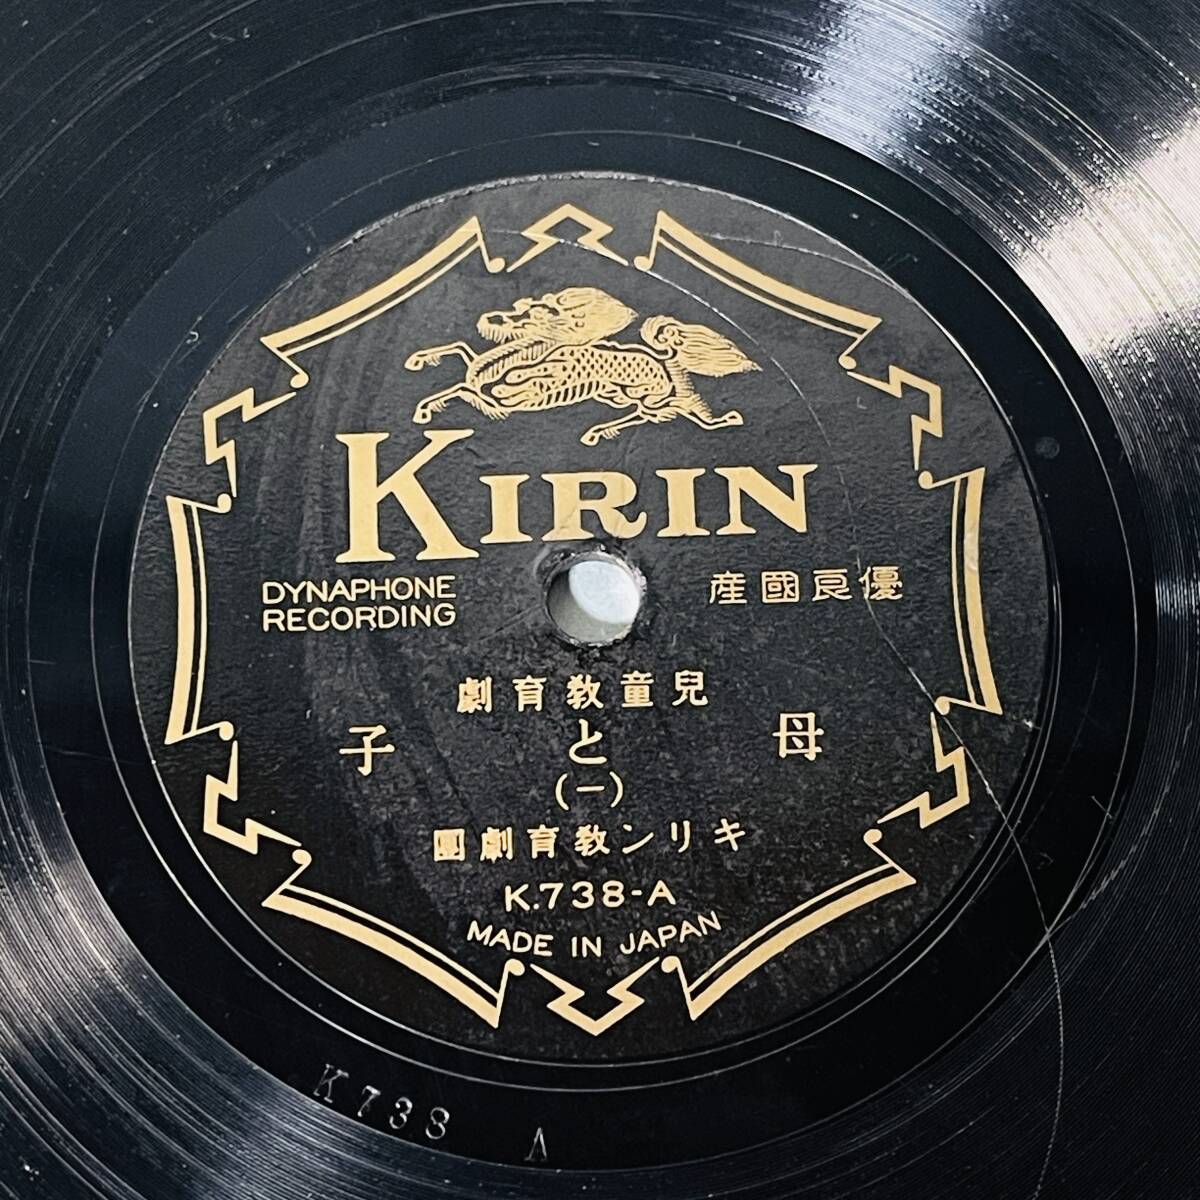 KIRIN
DYNAPHONE
RECORDING
優良國産
兒童教育劇
母と子
(一)
キリン教育劇團
K.738-A
MADE IN JAPAN
K738 A